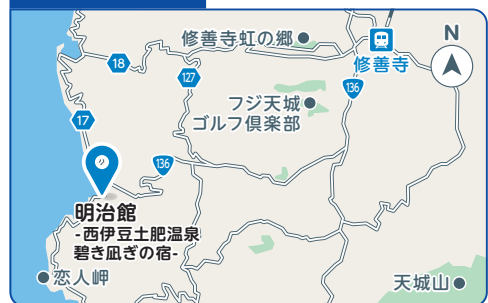 修善寺虹の郷
N
修善寺
18
127
136
フジ天城
ゴルフ倶楽部
17
136
明治館
-西伊豆土肥温泉
碧き凪ぎの宿-
恋人岬
天城山